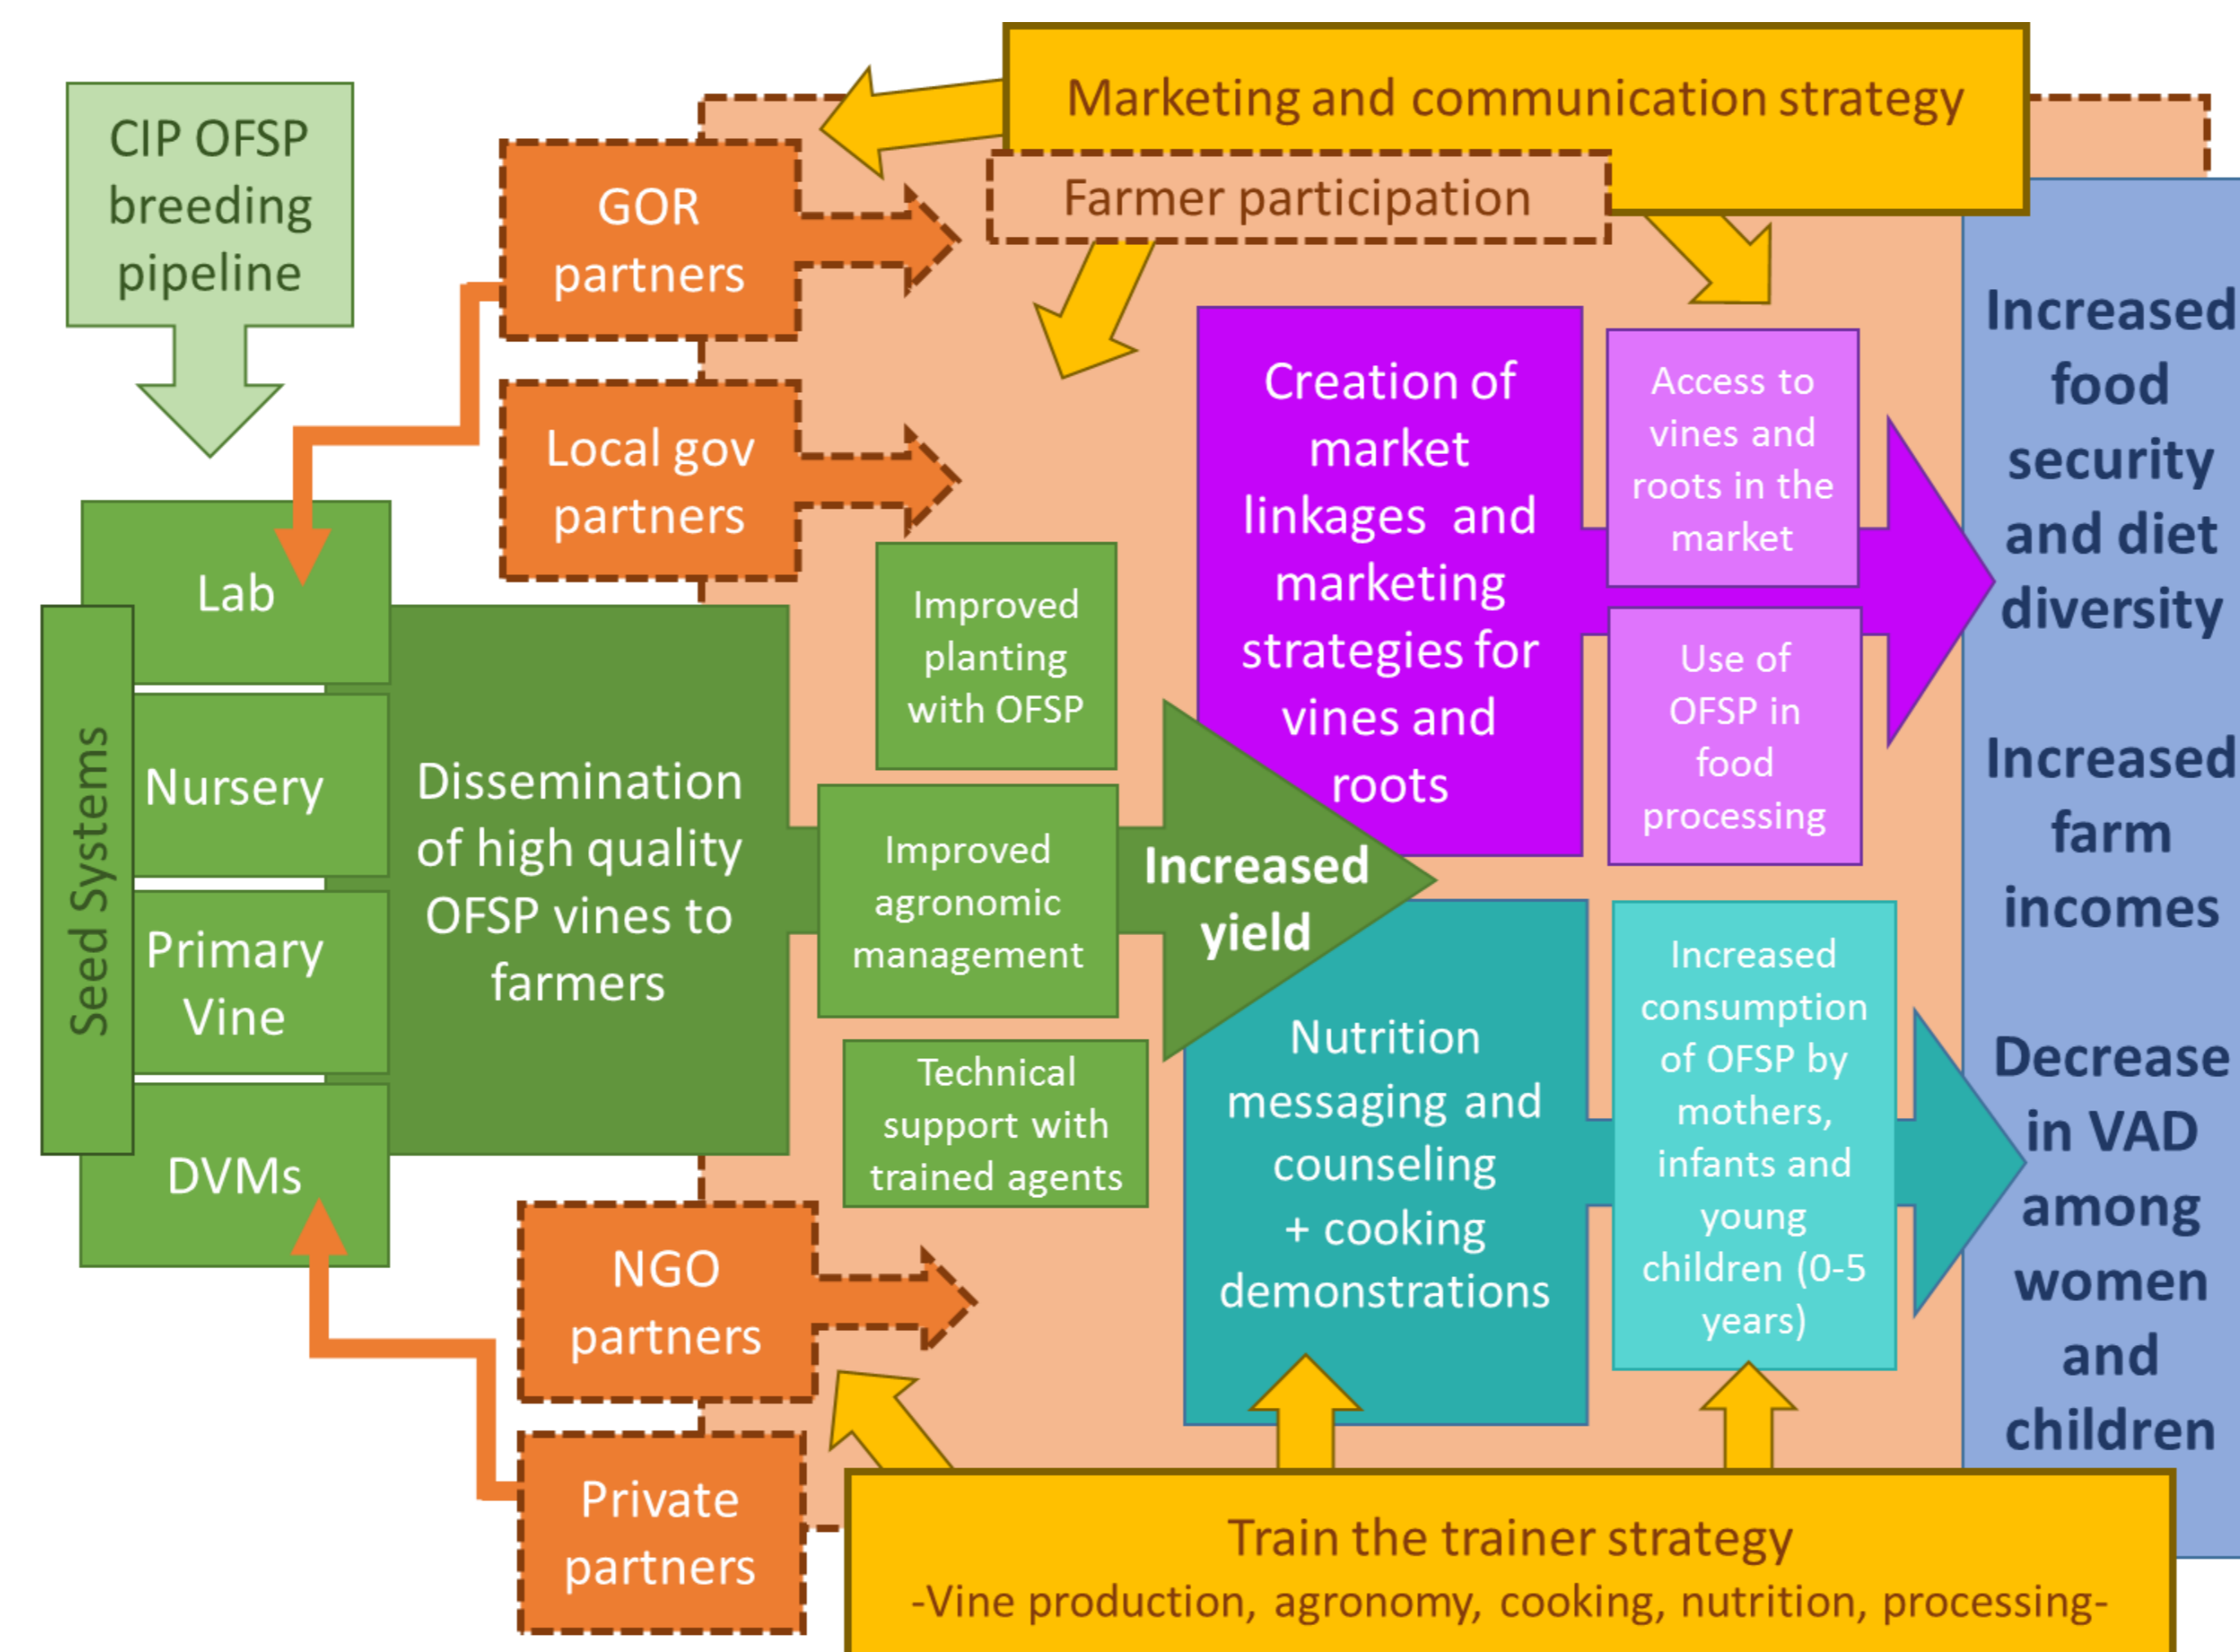 Marketing and communication strategy
Farmer participation
CIP OFSP
breeding
pipeline
GOR
partners
Local gov
partners
Lab
Nursery
Primary
Vine
DVMs
Seed Systems
Dissemination
of high quality
OFSP vines to
farmers
Improved
planting
with OFSP
Improved
agronomic
management
Technical
support with
trained agents
Increased
yield
Creation of
market
linkages and
marketing
strategies for
vines and
roots
Access to
vines and
roots in the
market
Use of
OFSP in
food
processing
Nutrition
messaging and
counseling
+ cooking
demonstrations
Increased
consumption
of OFSP by
mothers,
infants and
young
children (0-5
years)
Increased
food
security
and diet
diversity
Increased
farm
incomes
Decrease
in VAD
among
women
and
children
NGO
partners
Private
partners
Train the trainer strategy
-Vine production, agronomy, cooking, nutrition, processing-